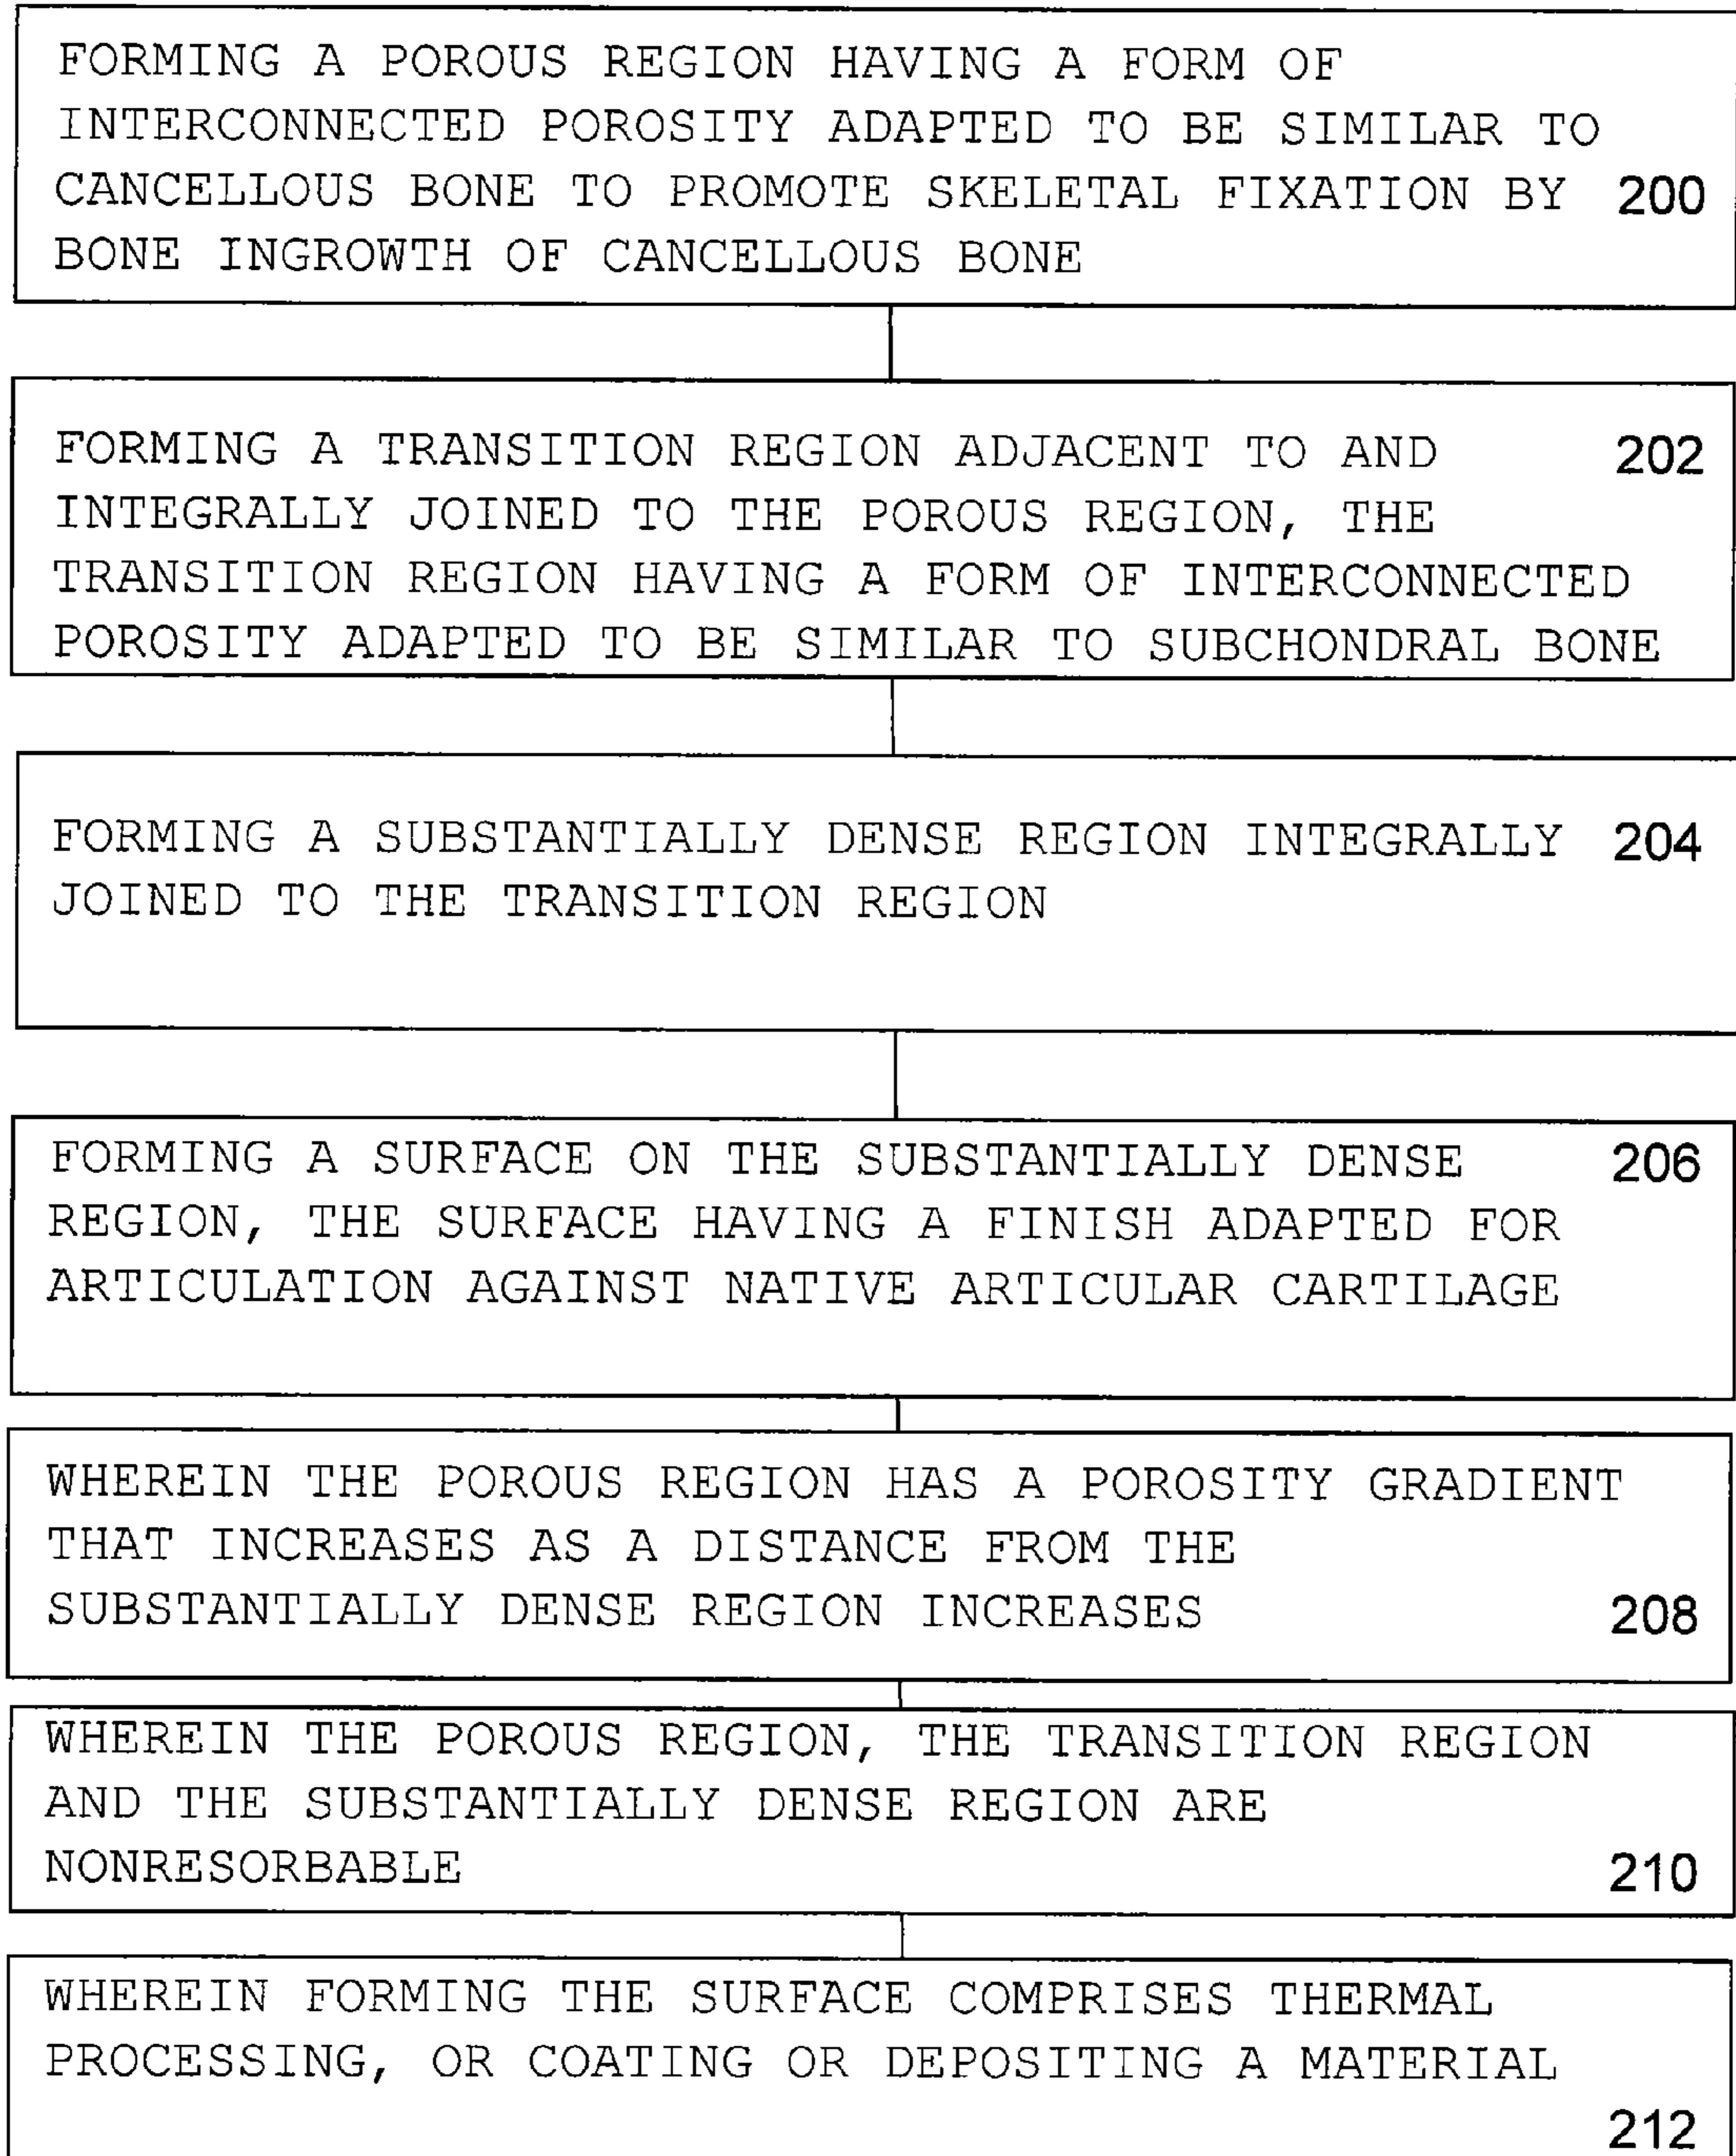 FORMING A POROUS REGION HAVING A FORM OF
INTERCONNECTED POROSITY ADAPTED TO BE SIMILAR TO
CANCELLOUS BONE TO PROMOTE SKELETAL FIXATION BY 200
BONE INGROWTH OF CANCELLOUS BONE
FORMING A TRANSITION REGION ADJACENT TO AND 202
INTEGRALLY JOINED TO THE POROUS REGION, THE
TRANSITION REGION HAVING A FORM OF INTERCONNECTED
POROSITY ADAPTED TO BE SIMILAR TO SUBCHONDRAL BONE
FORMING A SUBSTANTIALLY DENSE REGION INTEGRALLY 204
JOINED TO THE TRANSITION REGION
FORMING A SURFACE ON THE SUBSTANTIALLY DENSE 206
REGION, THE SURFACE HAVING A FINISH ADAPTED FOR
ARTICULATION AGAINST NATIVE ARTICULAR CARTILAGE
WHEREIN THE POROUS REGION HAS A POROSITY GRADIENT
THAT INCREASES AS A DISTANCE FROM THE
SUBSTANTIALLY DENSE REGION INCREASES 208
WHEREIN THE POROUS REGION, THE TRANSITION REGION
AND THE SUBSTANTIALLY DENSE REGION ARE
NONRESORBABLE 210
WHEREIN FORMING THE SURFACE COMPRISES THERMAL
PROCESSING, OR COATING OR DEPOSITING A MATERIAL
212